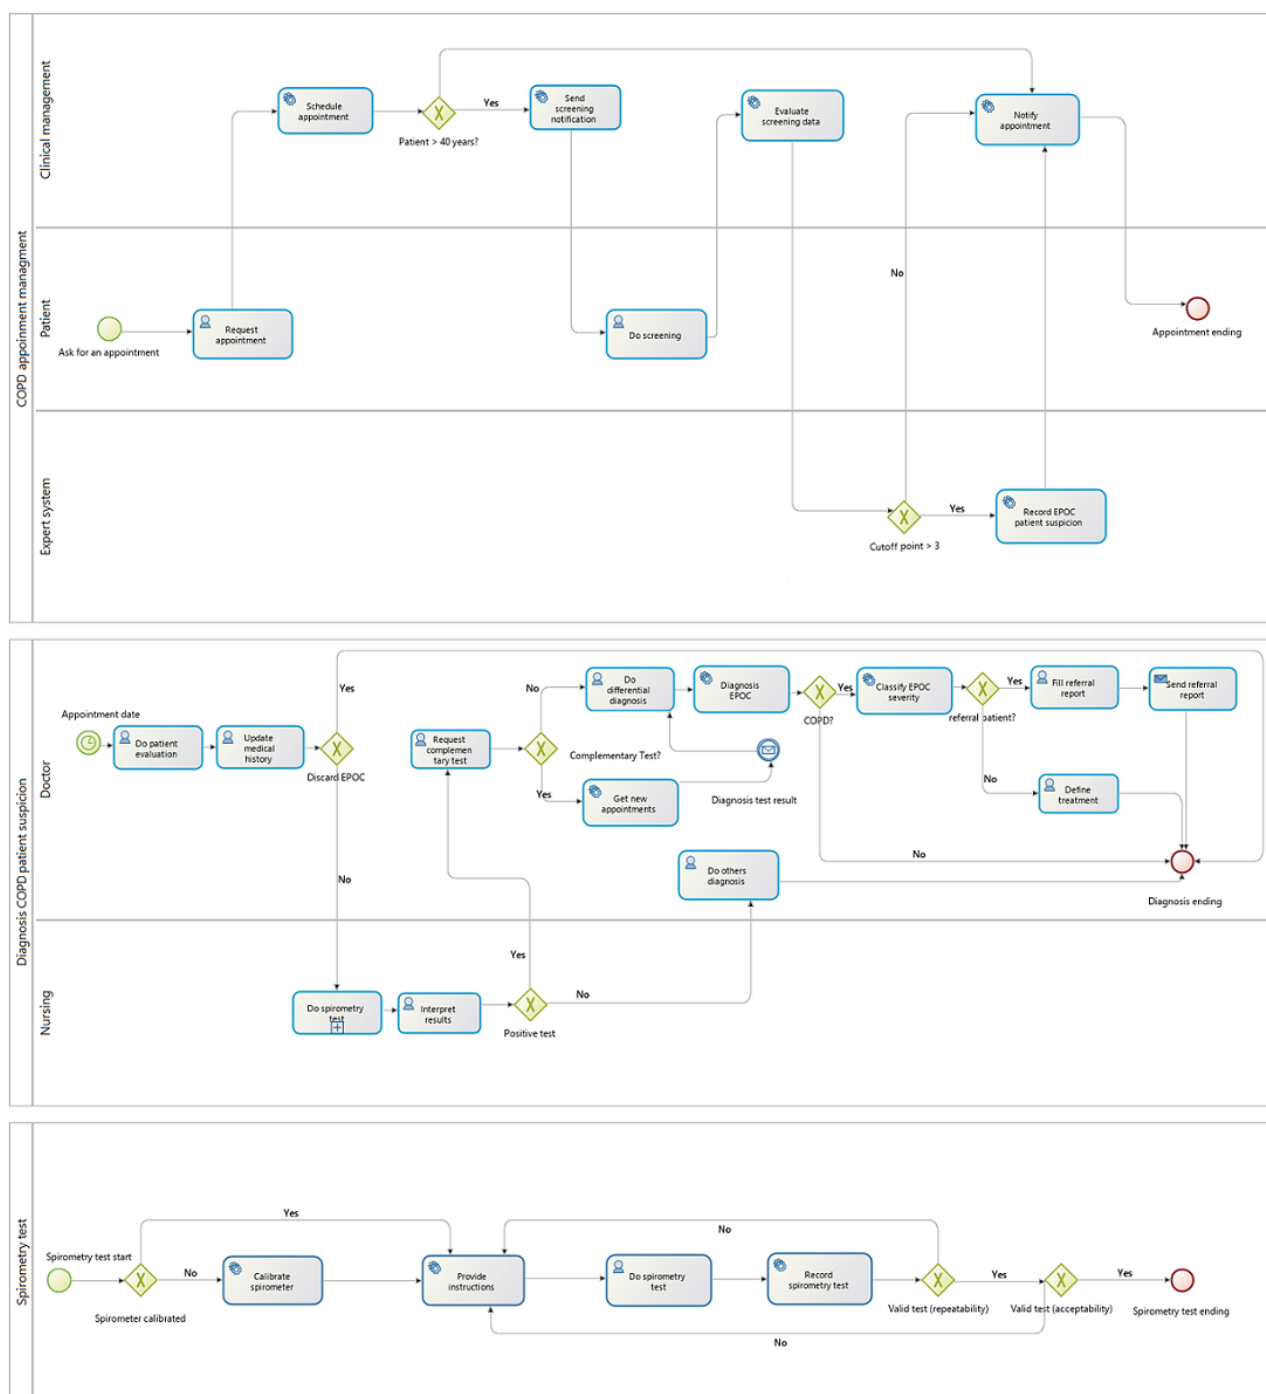 COPD appoinment managment
Clinical management
Schedule
appointment
Patient > 40 years?
Yes
Send
screening
notification
Evaluate
screening data
Notify
appointment
Patient
Ask for an appointment
Request
appointment
Do screening
No
Appointment ending
Expert system
Cutoff point > 3
Yes
Record EPOC
patient suspicion
Diagnosis COPD patient suspicion
Doctor
Appointment date
Do patient
evaluation
Update
medical
history
Yes
Discard EPOC
No
Request
complemen
tary test
No
Yes
Complementary Test?
Do
differential
diagnosis
Get new
appointments
Diagnosis test result
Diagnosis
EPOC
COPD?
Yes
No
Classify EPOC
severity
referral patient?
Yes
No
Fill referral
report
Send referral
report
Define
treatment
Do others
diagnosis
Diagnosis ending
Nursing
Do spirometry
test
Interpret
results
Yes
No
Positive test
Spirometry test
Spirometry test start
Yes
No
Spirometer calibrated
Calibrate
spirometer
Provide
instructions
Do spirometry
test
Record
spirometry test
No
Valid test (repeatability)
Yes
Valid test (acceptability)
Yes
Spirometry test ending
No